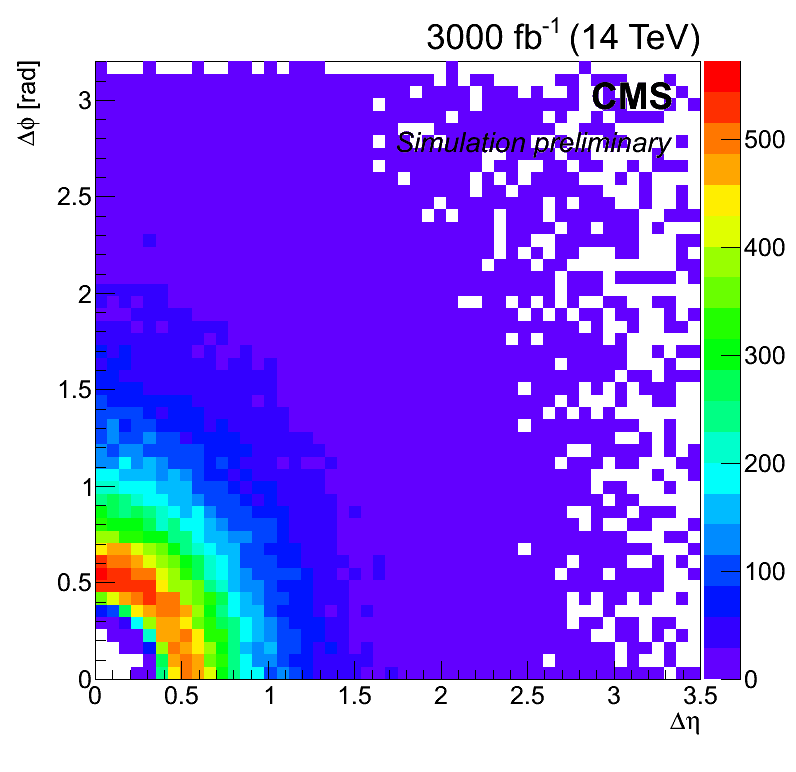 3000 fb-1 (14 TeV)
CMS
Simulation preliminary
Δϕ [rad]
3
2.5
2
1.5
1
0.5
0
0 0.5 1 1.5 2 2.5 3 3.5
Δη
500
400
300
200
100
0